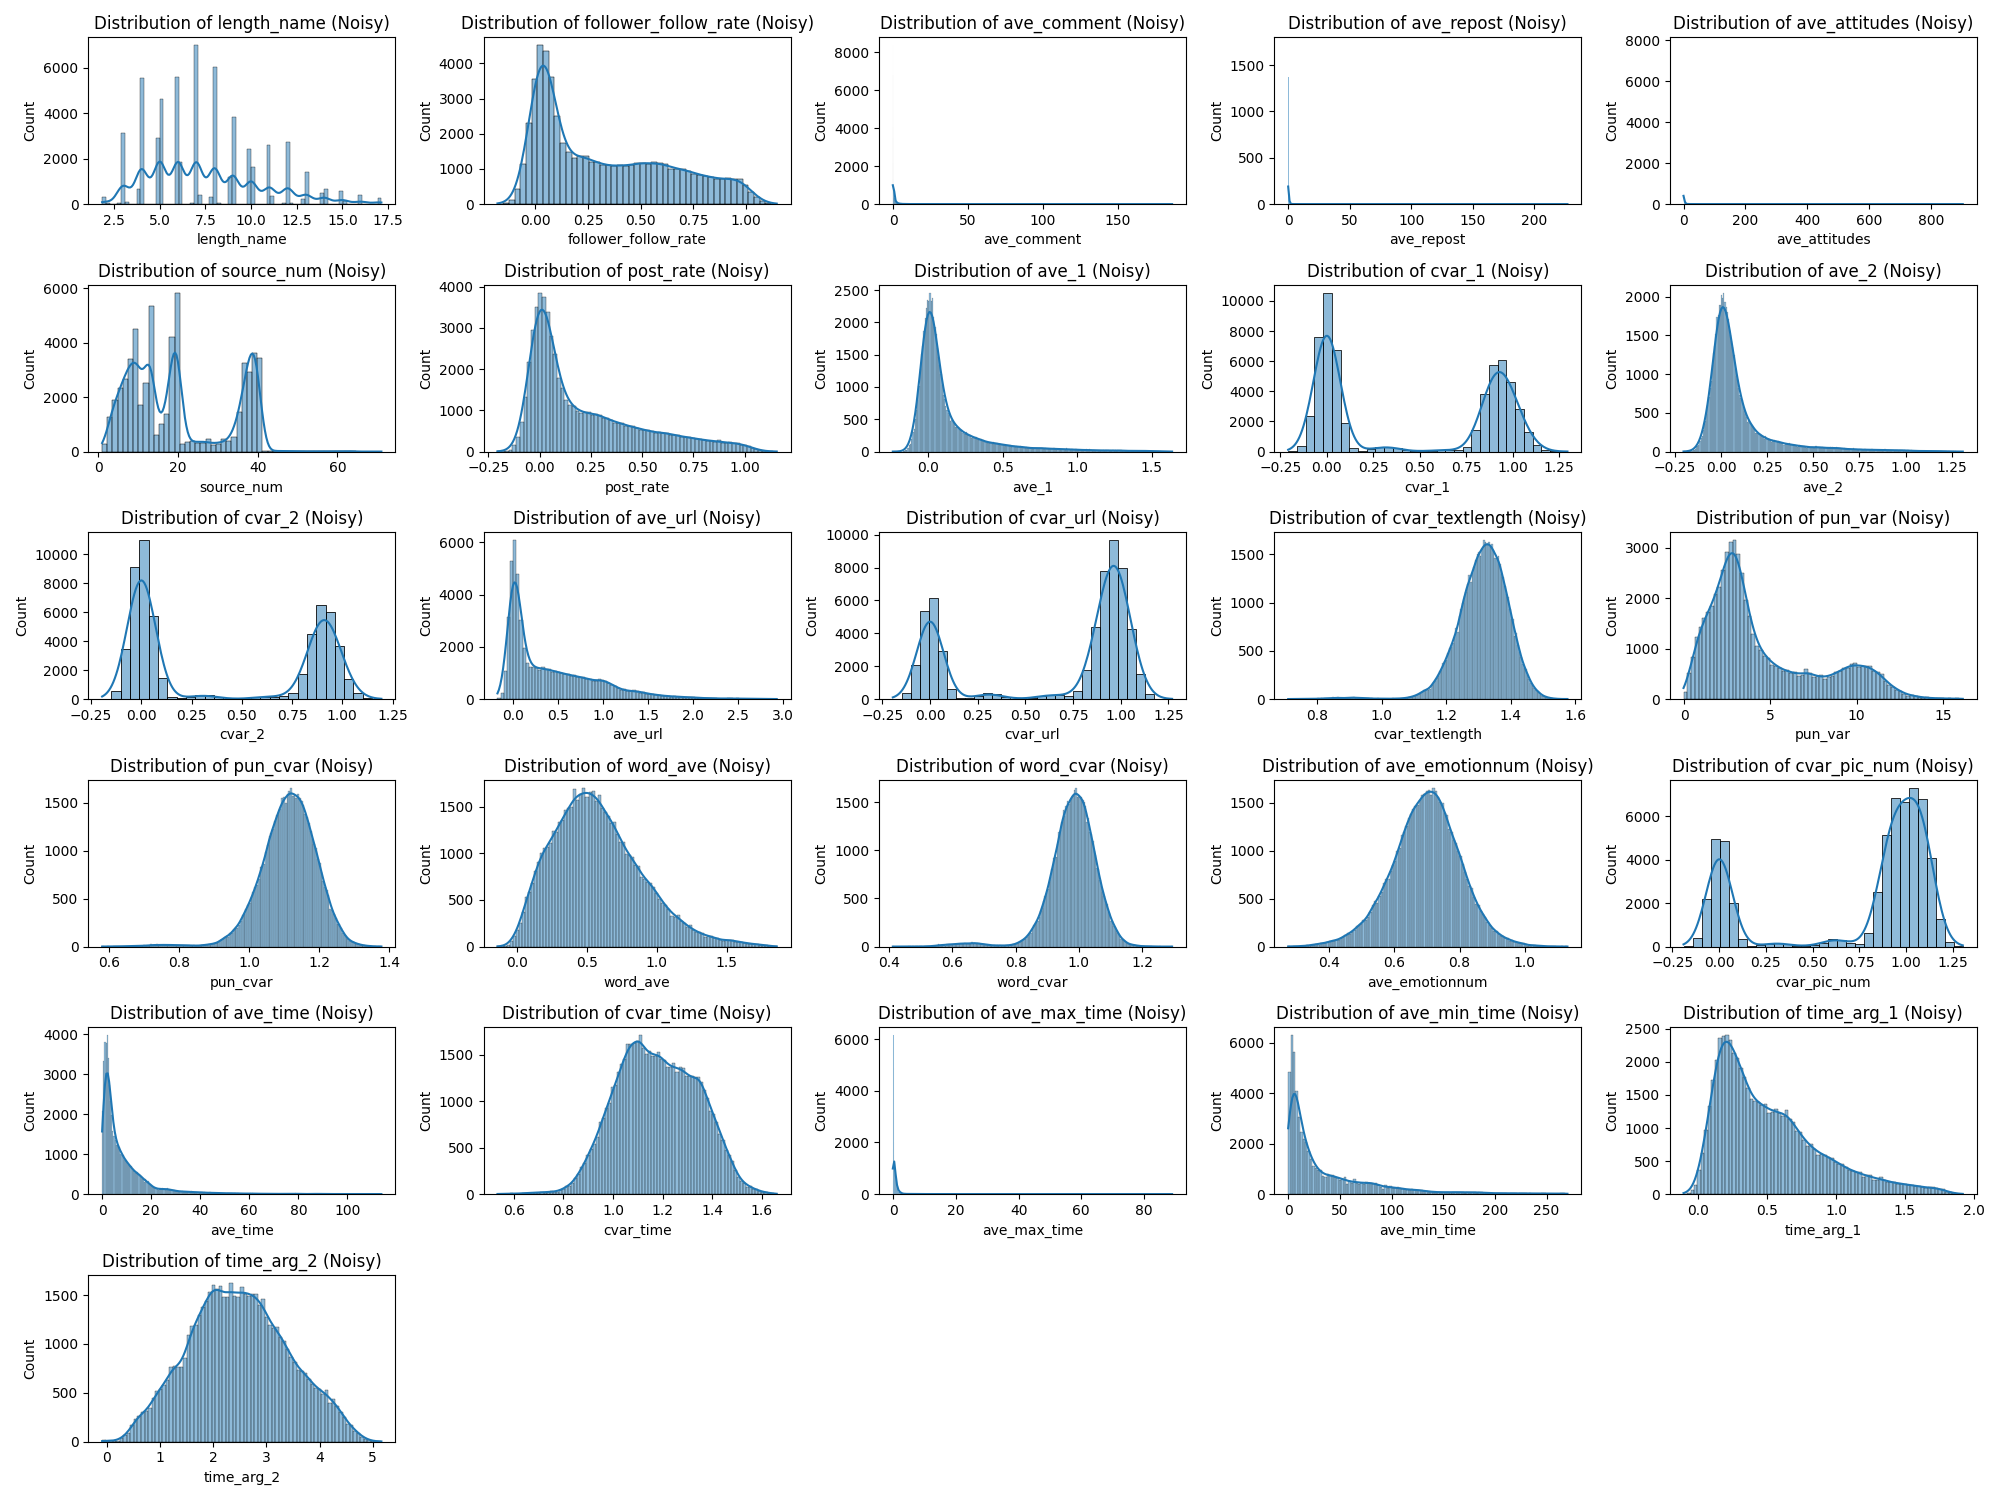 Distribution of length_name (Noisy)
Count
6000
4000
2000
0
2.5 5.0 7.5 10.0 12.5 15.0 17.5
length_name
Distribution of follower_follow_rate (Noisy)
Count
4000
3000
2000
1000
0
0.00 0.25 0.50 0.75 1.00
follower_follow_rate
Distribution of ave_comment (Noisy)
Count
8000
6000
4000
2000
0
0 50 100 150
ave_comment
Distribution of ave_repost (Noisy)
Count
1500
1000
500
0
0 50 100 150 200
ave_repost
Distribution of ave_attitudes (Noisy)
Count
8000
6000
4000
2000
0
0 200 400 600 800
ave_attitudes
Distribution of source_num (Noisy)
Count
6000
4000
2000
0
0 20 40 60
source_num
Distribution of post_rate (Noisy)
Count
4000
3000
2000
1000
0
−0.25 0.00 0.25 0.50 0.75 1.00
post_rate
Distribution of ave_1 (Noisy)
Count
2500
2000
1500
1000
500
0
0.0 0.5 1.0 1.5
ave_1
Distribution of cvar_1 (Noisy)
Count
10000
8000
6000
4000
2000
0
−0.25 0.00 0.25 0.50 0.75 1.00 1.25
cvar_1
Distribution of ave_2 (Noisy)
Count
2000
1500
1000
500
0
−0.25 0.00 0.25 0.50 0.75 1.00 1.25
ave_2
Distribution of cvar_2 (Noisy)
Count
10000
8000
6000
4000
2000
0
−0.25 0.00 0.25 0.50 0.75 1.00 1.25
cvar_2
Distribution of ave_url (Noisy)
Count
6000
4000
2000
0
0.0 0.5 1.0 1.5 2.0 2.5 3.0
ave_url
Distribution of cvar_url (Noisy)
Count
10000
8000
6000
4000
2000
0
−0.25 0.00 0.25 0.50 0.75 1.00 1.25
cvar_url
Distribution of cvar_textlength (Noisy)
Count
1500
1000
500
0
0.8 1.0 1.2 1.4 1.6
cvar_textlength
Distribution of pun_var (Noisy)
Count
3000
2000
1000
0
0 5 10 15
pun_var
Distribution of pun_cvar (Noisy)
Count
1500
1000
500
0
0.6 0.8 1.0 1.2 1.4
pun_cvar
Distribution of word_ave (Noisy)
Count
1500
1000
500
0
0.0 0.5 1.0 1.5
word_ave
Distribution of word_cvar (Noisy)
Count
1500
1000
500
0
0.4 0.6 0.8 1.0 1.2
word_cvar
Distribution of ave_emotionnum (Noisy)
Count
1500
1000
500
0
0.4 0.6 0.8 1.0
ave_emotionnum
Distribution of cvar_pic_num (Noisy)
Count
6000
4000
2000
0
−0.25 0.00 0.25 0.50 0.75 1.00 1.25
cvar_pic_num
Distribution of ave_time (Noisy)
Count
4000
3000
2000
1000
0
0 20 40 60 80 100
ave_time
Distribution of cvar_time (Noisy)
Count
1500
1000
500
0
0.6 0.8 1.0 1.2 1.4 1.6
cvar_time
Distribution of ave_max_time (Noisy)
Count
6000
4000
2000
0
0 20 40 60 80
ave_max_time
Distribution of ave_min_time (Noisy)
Count
6000
4000
2000
0
0 50 100 150 200 250
ave_min_time
Distribution of time_arg_1 (Noisy)
Count
2500
2000
1500
1000
500
0
0.0 0.5 1.0 1.5 2.0
time_arg_1
Distribution of time_arg_2 (Noisy)
Count
1500
1000
500
0
0 1 2 3 4 5
time_arg_2